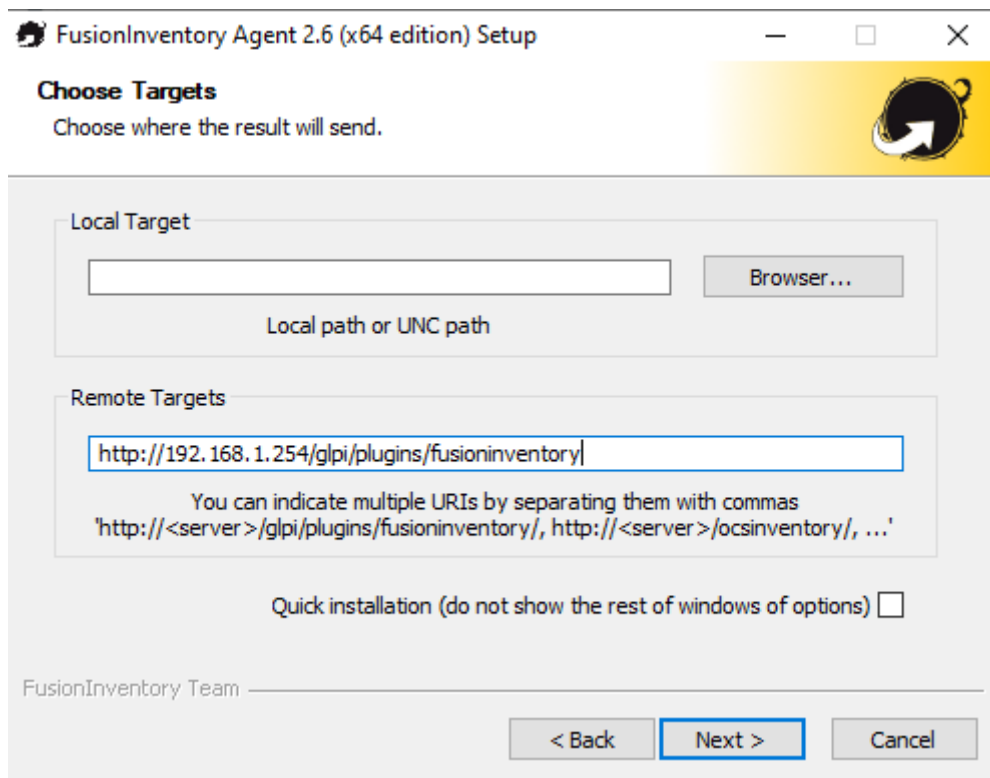 FusionInventory Agent 2.6 (x64 edition) Setup
Choose Targets
Choose where the result will send.
Local Target
Browser...
Local path or UNC path
Remote Targets
http://192.168.1.254/glpi/plugins/fusioninventory
You can indicate multiple URIs by separating them with commas
'http://<server>/glpi/plugins/fusioninventory/, http://<server>/ocsinventory/, ...'
Quick installation (do not show the rest of windows of options)
FusionInventory Team
< Back
Next >
Cancel